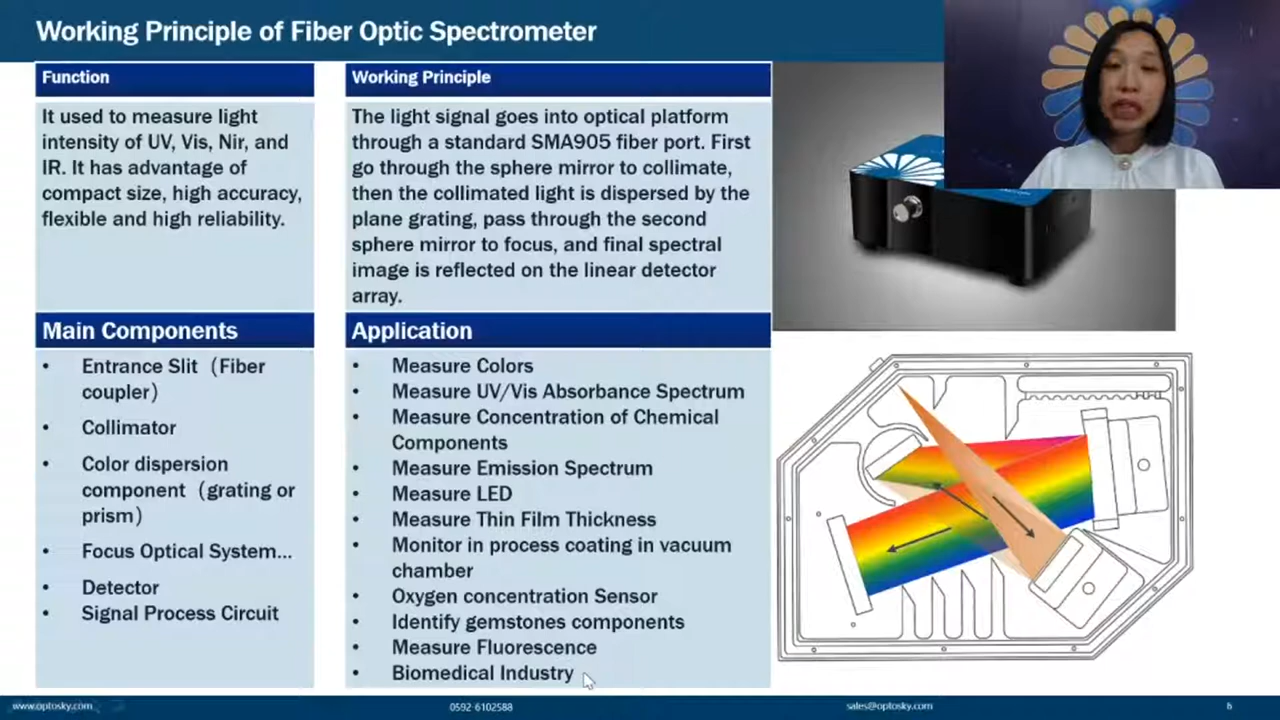 Working Principle of Fiber Optic Spectrometer
Function
It used to measure light
intensity of UV, Vis, Nir, and
IR. It has advantage of
compact size, high accuracy,
flexible and high reliability.
Working Principle
The light signal goes into optical platform
through a standard SMA905 fiber port. First
go through the sphere mirror to collimate,
then the collimated light is dispersed by the
plane grating, pass through the second
sphere mirror to focus, and final spectral
image is reflected on the linear detector
array.
Main Components
• Entrance Slit（Fiber
coupler）
• Collimator
• Color dispersion
component（grating or
prism）
• Focus Optical System...
• Detector
• Signal Process Circuit
Application
• Measure Colors
• Measure UV/Vis Absorbance Spectrum
• Measure Concentration of Chemical
Components
• Measure Emission Spectrum
• Measure LED
• Measure Thin Film Thickness
• Monitor in process coating in vacuum
chamber
• Oxygen concentration Sensor
• Identify gemstones components
• Measure Fluorescence
• Biomedical Industry
www.optosky.com
0592-6102588
sales@optosky.com
6